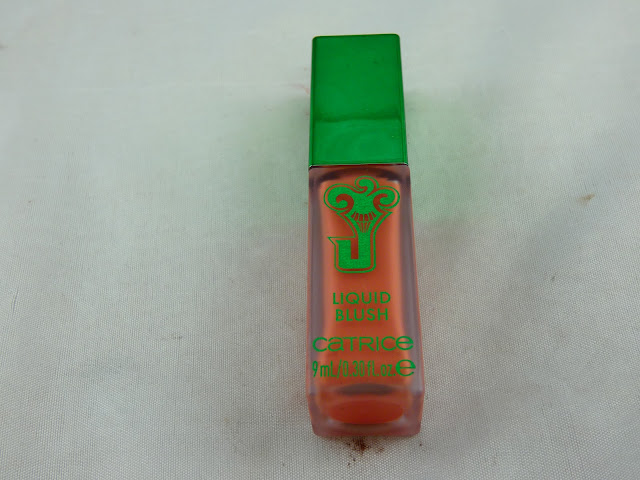 J
LIQUID
BLUSH
CATRICE
9 ml./0.30 fl.oz. e